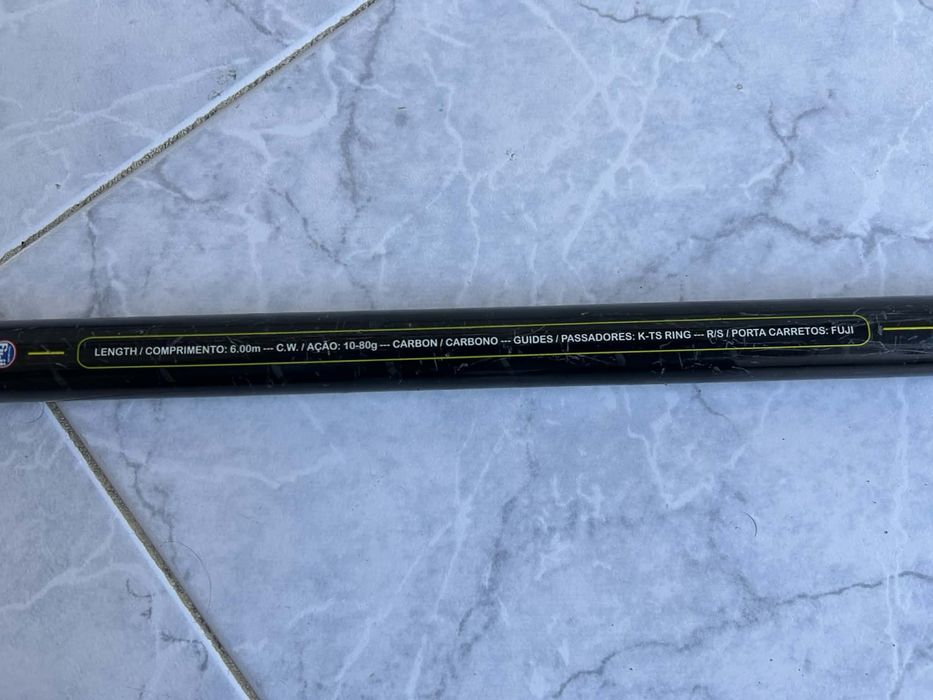 LENGTH / COMPRIMENTO: 6.00m --- C.W. / AÇÃO: 10-80g --- CARBON / CARBONO --- GUIDES / PASSADORES: K-TS RING --- R/S / PORTA CARRETOS: FUJI